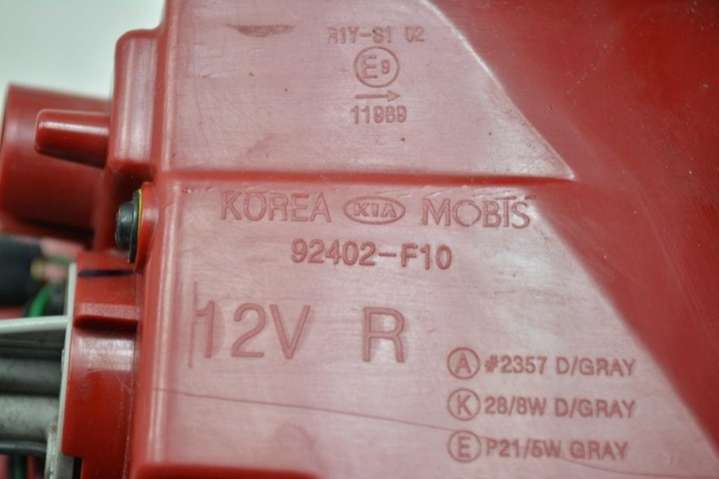 R1Y-S1 02
E9
11989
KOREA KIA MOBIS
92402-F10
12V R
A #2357 D/GRAY
K 28/8W D/GRAY
E P21/5W GRAY